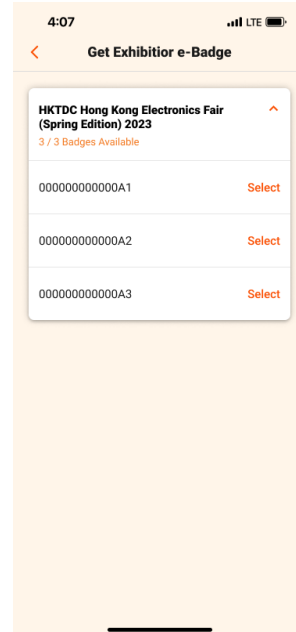 4:07
LTE
Get Exhibitior e-Badge
HKTDC Hong Kong Electronics Fair
(Spring Edition) 2023
3 / 3 Badges Available
000000000000A1 Select
000000000000A2 Select
000000000000A3 Select